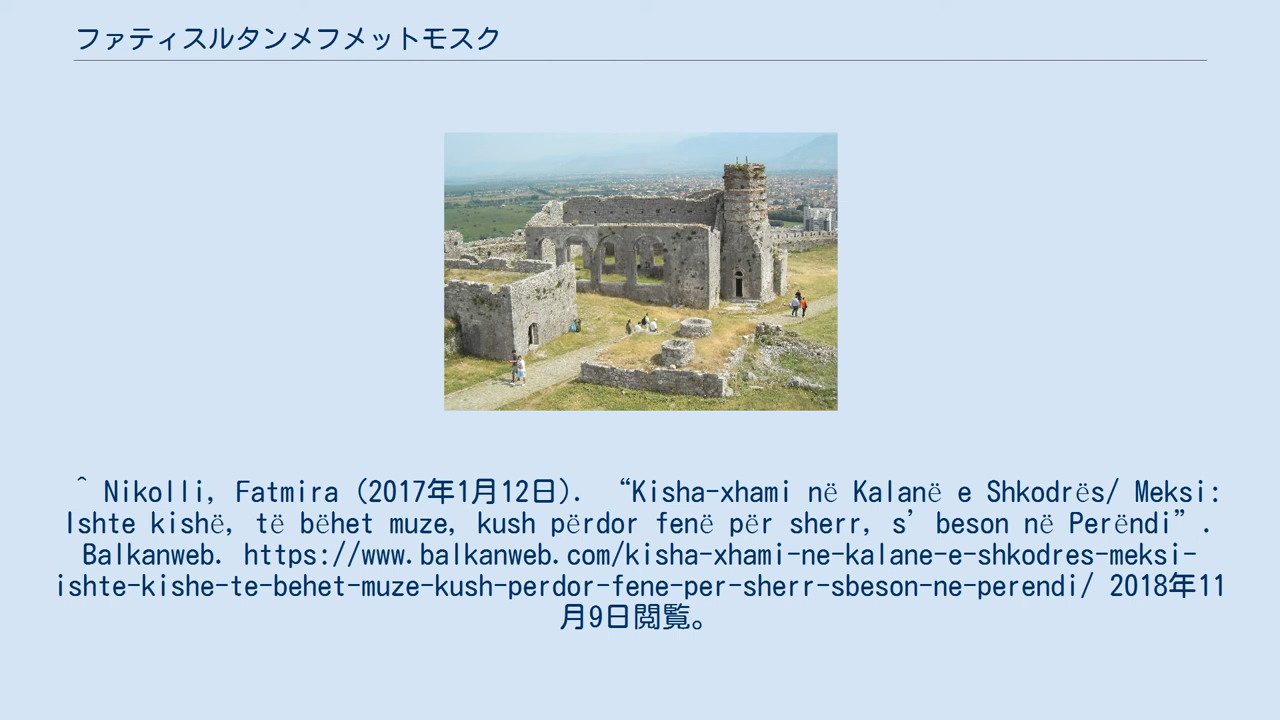 ファティスルタンメフメットモスク
^ Nikolli, Fatmira (2017年1月12日). “Kisha-xhami në Kalanë e Shkodrës/ Meksi:
Ishte kishë, të bëhet muze, kush përdor fenë për sherr, s’beson në Perëndi”.
Balkanweb. https://www.balkanweb.com/kisha-xhami-ne-kalane-e-shkodres-meksi-
ishte-kishe-te-behet-muze-kush-perdor-fene-per-sherr-sbeson-ne-perendi/ 2018年11
月9日閲覧。